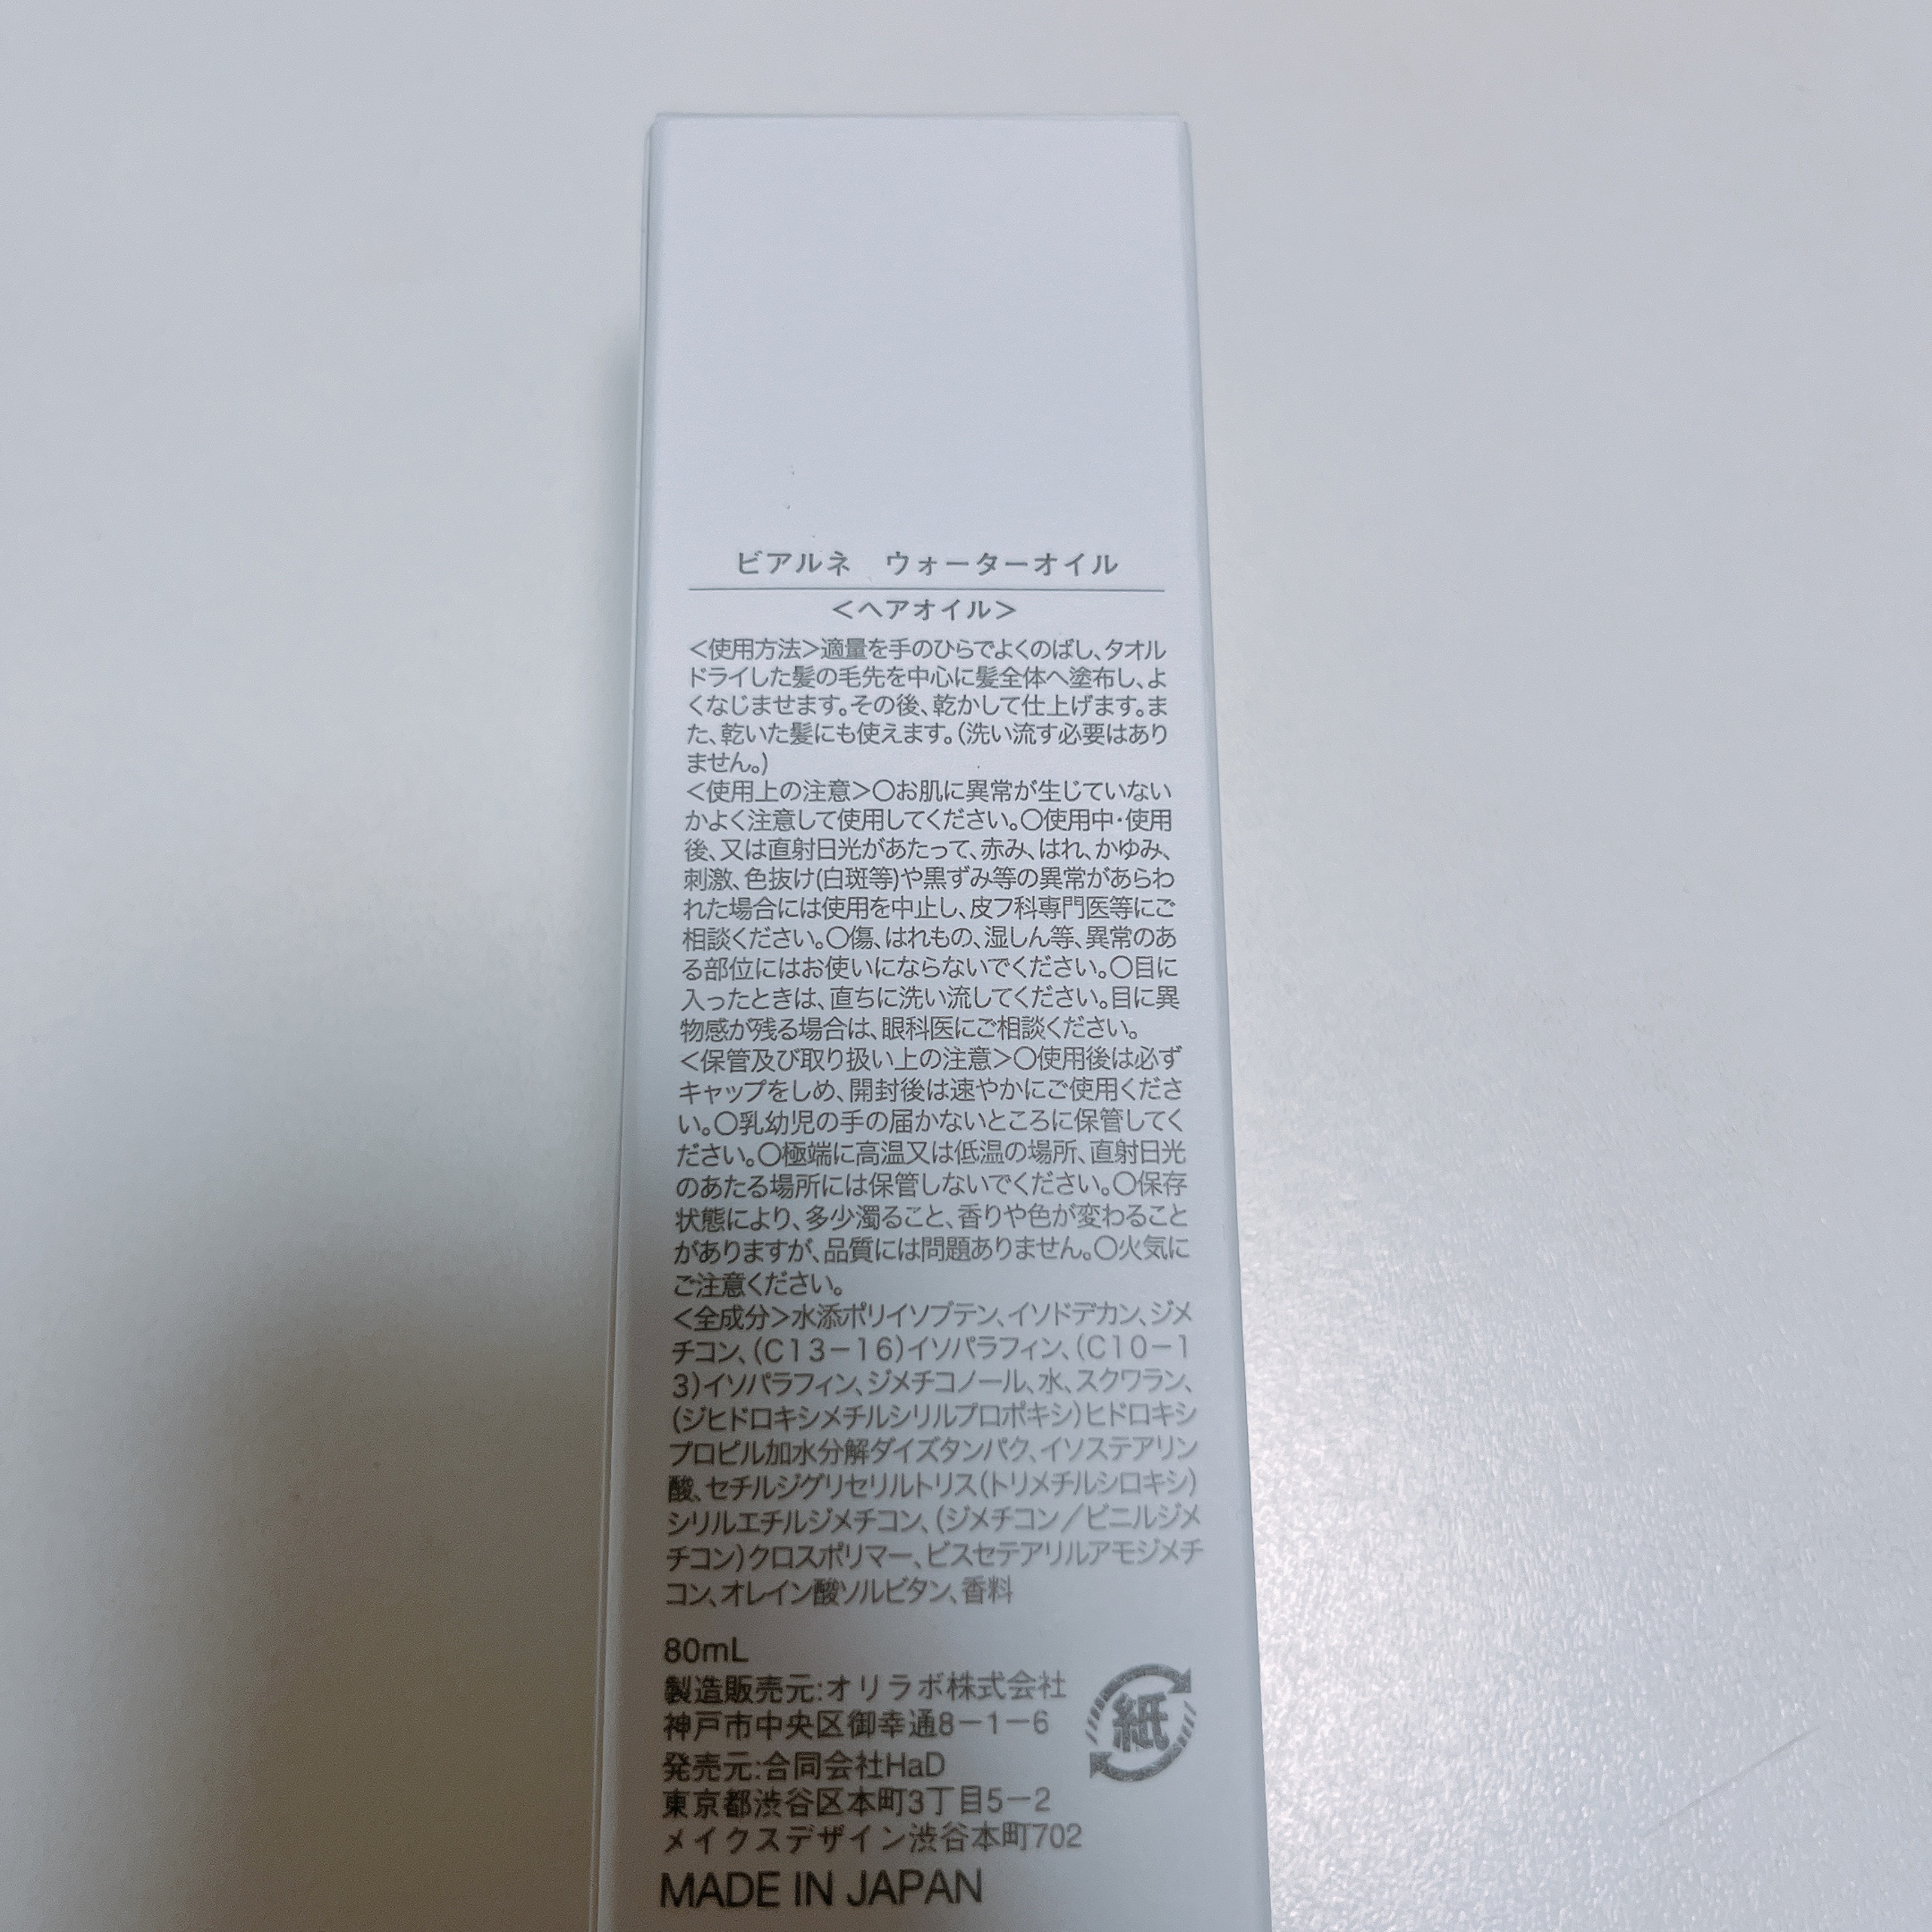 ビアルネ　ウォーターオイル
＜ヘアオイル＞
＜使用方法＞適量を手のひらでよくのばし、タオル
ドライした髪の毛先を中心に髪全体へ塗布し、よ
くなじませます。その後、乾かして仕上げます。ま
た、乾いた髪にも使えます。（洗い流す必要はあり
ません。)
＜使用上の注意＞〇お肌に異常が生じていない
かよく注意して使用してください。〇使用中・使用
後、又は直射日光があたって、赤み、はれ、かゆみ、
刺激、色抜け(白斑等)や黒ずみ等の異常があらわ
れた場合には使用を中止し、皮フ科専門医等にご
相談ください。〇傷、はれもの、湿しん等、異常のあ
る部位にはお使いにならないでください。〇目に
入ったときは、直ちに洗い流してください。目に異
物感が残る場合は、眼科医にご相談ください。
＜保管及び取り扱い上の注意＞〇使用後は必ず
キャップをしめ、開封後は速やかにご使用くださ
い。〇乳幼児の手の届かないところに保管してく
ださい。〇極端に高温又は低温の場所、直射日光
のあたる場所には保管しないでください。〇保存
状態により、多少濁ること、香りや色が変わること
がありますが、品質には問題ありません。〇火気に
ご注意ください。
＜全成分＞水添ポリイソブテン、イソドデカン、ジメ
チコン、（C13－16）イソパラフィン、（C10－1
3）イソパラフィン、ジメチコノール、水、スクワラン、
（ジヒドロキシメチルシリルプロポキシ）ヒドロキシ
プロピル加水分解ダイズタンパク、イソステアリン
酸、セチルジグリセリルトリス（トリメチルシロキシ）
シリルエチルジメチコン、（ジメチコン／ビニルジメ
チコン）クロスポリマー、ビスセテアリルアモジメチ
コン、オレイン酸ソルビタン、香料
80mL
製造販売元:オリラボ株式会社
神戸市中央区御幸通8－1－6
発売元:合同会社HaD
東京都渋谷区本町3丁目5－2
メイクスデザイン渋谷本町702
MADE IN JAPAN
紙